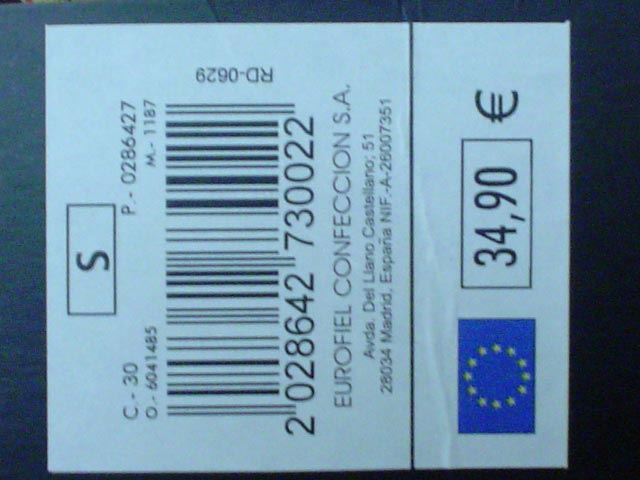 S
C.- 30
P.- 0286427
O.- 6041485
M.- 1187
RD-0629
2 028642 730022
EUROFIEL CONFECCION S.A.
Avda. Del Llano Castellano; 51
28034 Madrid, España NIF.-A-26007351
34,90 €